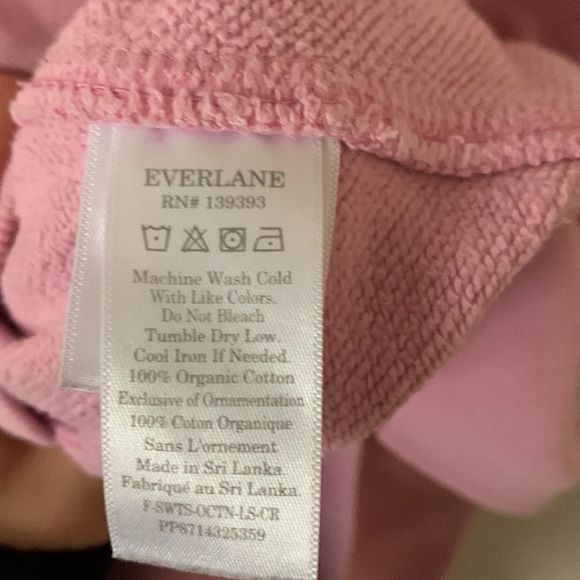 EVERLANE
RN# 139393
Machine Wash Cold
With Like Colors.
Do Not Bleach
Tumble Dry Low.
Cool Iron If Needed.
100% Organic Cotton
Exclusive of Ornamentation
100% Coton Organique
Sans L'ornement
Made in Sri Lanka.
Fabriqué au Sri Lanka.
F-SWTS-OCTN-LS-CR
PP8714325359